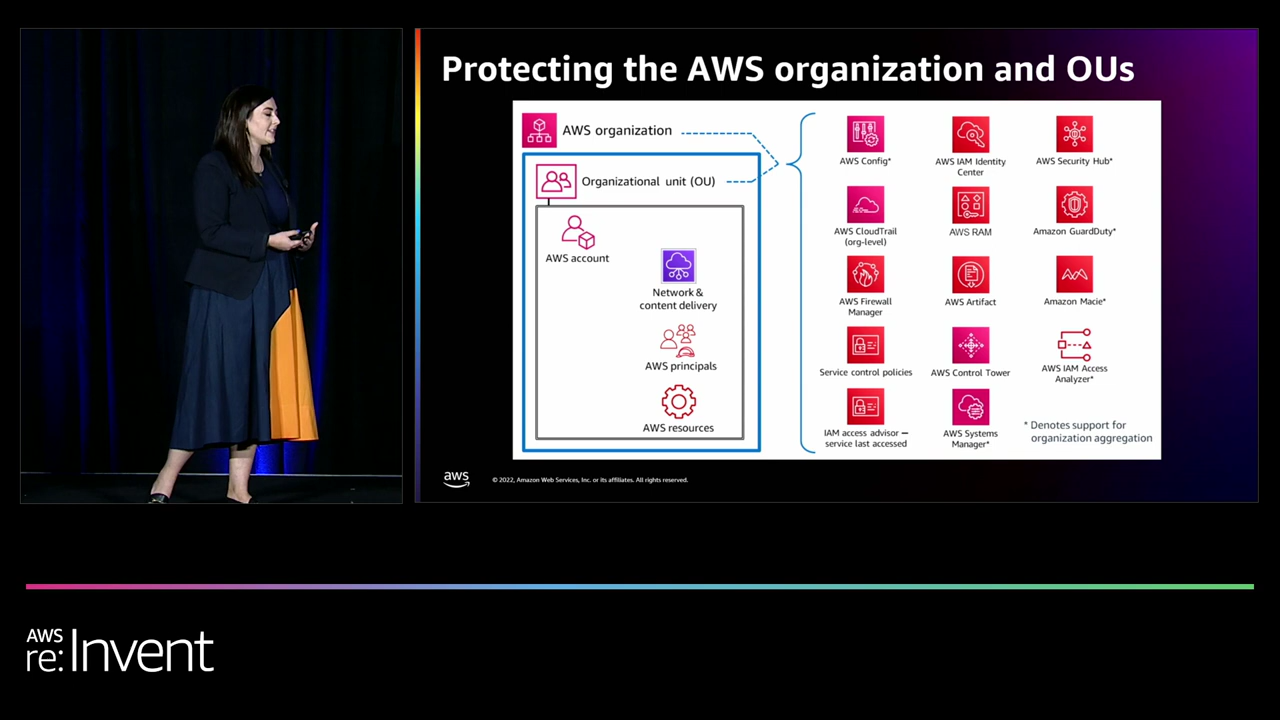 Protecting the AWS organization and OUs
AWS organization
Organizational unit (OU)
AWS account
Network &
content delivery
AWS principals
AWS resources
AWS Config*
AWS IAM Identity
Center
AWS Security Hub*
AWS CloudTrail
(org-level)
AWS RAM
Amazon GuardDuty*
AWS Firewall
Manager
AWS Artifact
Amazon Macie*
Service control policies
AWS Control Tower
AWS IAM Access
Analyzer*
IAM access advisor –
service last accessed
AWS Systems
Manager*
* Denotes support for
organization aggregation
aws
© 2022, Amazon Web Services, Inc. or its affiliates. All rights reserved.
AWS
re:Invent